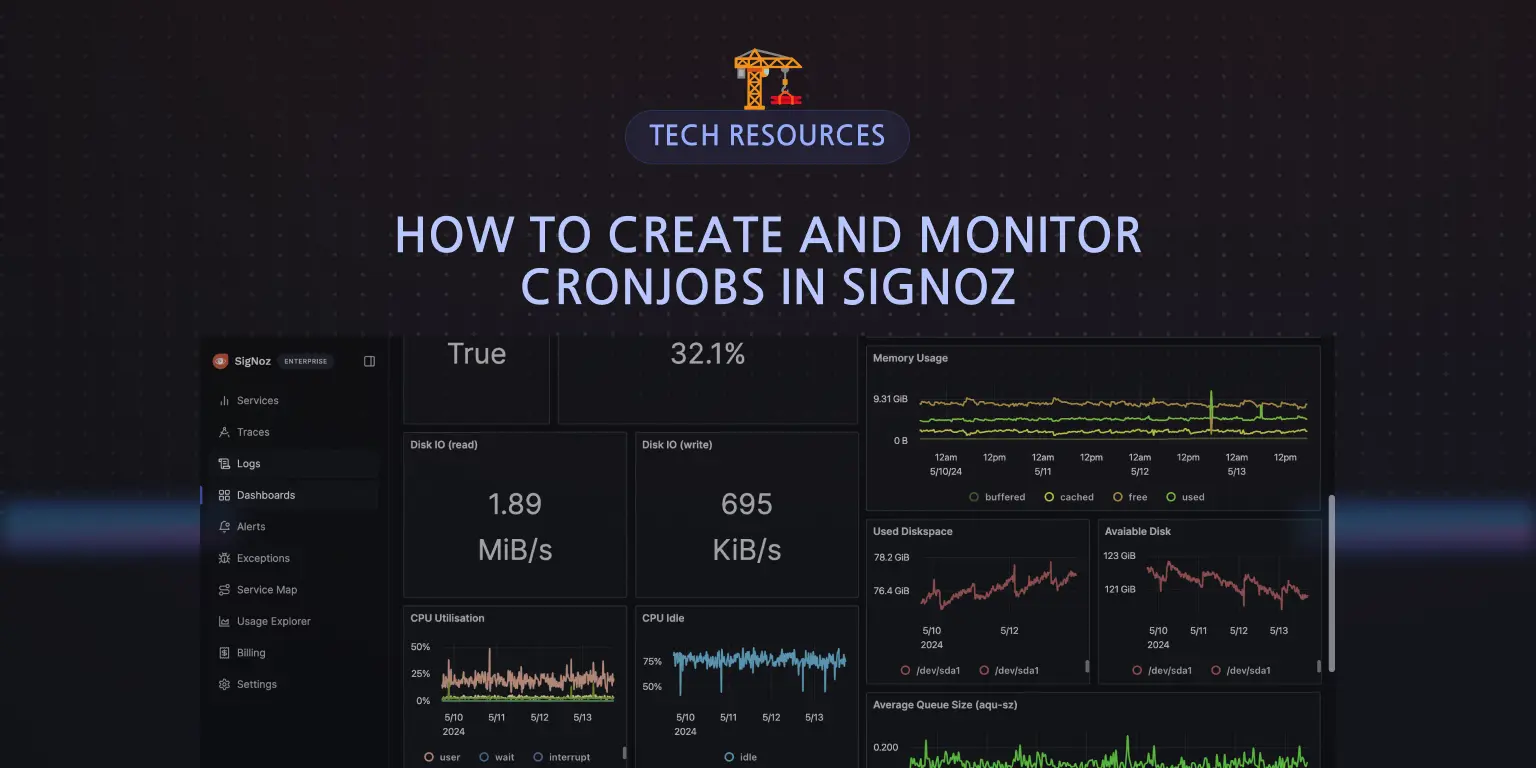 TECH RESOURCES
HOW TO CREATE AND MONITOR
CRONJOBS IN SIGNOZ
SigNoz ENTERPRISE
Services
Traces
Logs
Dashboards
Alerts
Exceptions
Service Map
Usage Explorer
Billing
Settings
True
32.1%
Disk IO (read)
1.89
MiB/s
Disk IO (write)
695
KiB/s
CPU Utilisation
50%
25%
0%
5/10 5/11 5/12 5/13
2024
user wait interrupt
CPU Idle
75%
50%
5/10 5/11 5/12 5/13
2024
idle
Memory Usage
9.31 GiB
0 B
12am 12pm 12am 12pm 12am 12pm 12am 12pm
5/10/24 5/11 5/12 5/13
buffered cached free used
Used Diskspace
78.2 GiB
76.4 GiB
5/10 5/12
2024
/dev/sda1 /dev/sda1
Avaiable Disk
123 GiB
121 GiB
5/10 5/11 5/12 5/13
2024
/dev/sda1 /dev/sda1
Average Queue Size (aqu-sz)
0.200